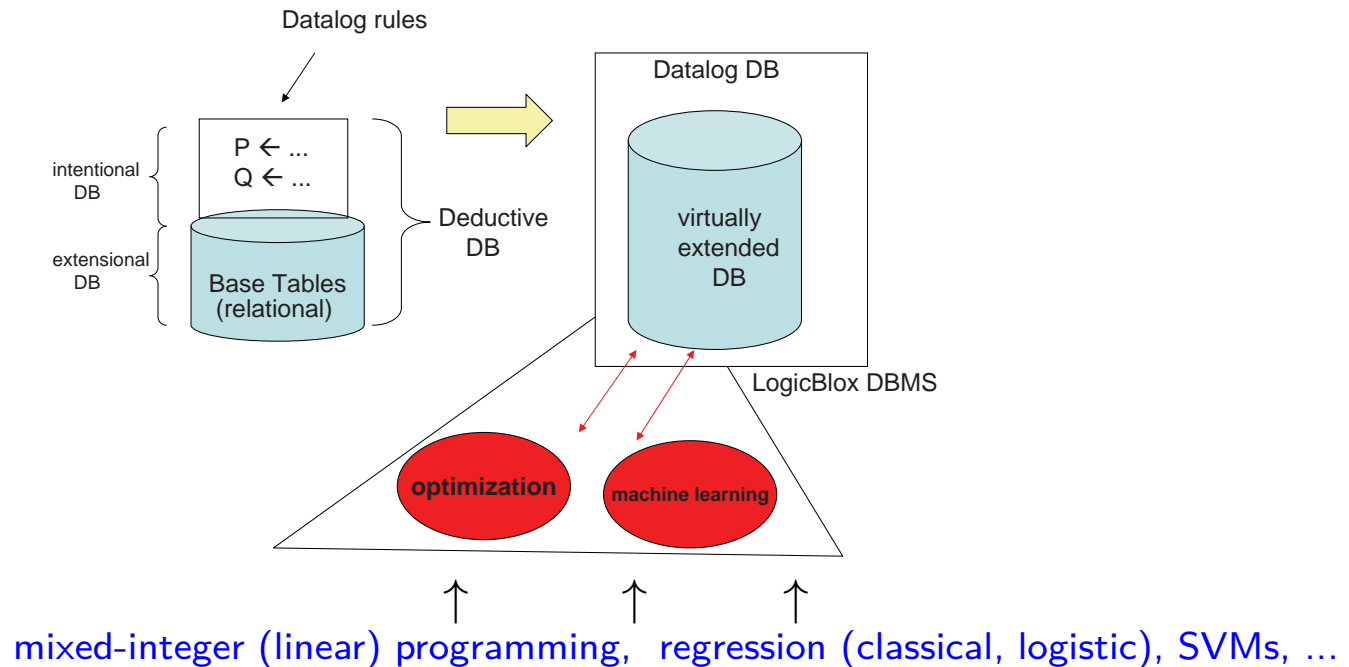 Datalog rules
P ← ...
Q ← ...
intentional
DB
extensional
DB
Base Tables
(relational)
Deductive
DB
Datalog DB
virtually
extended
DB
LogicBlox DBMS
optimization
machine learning
mixed-integer (linear) programming, regression (classical, logistic), SVMs, ...